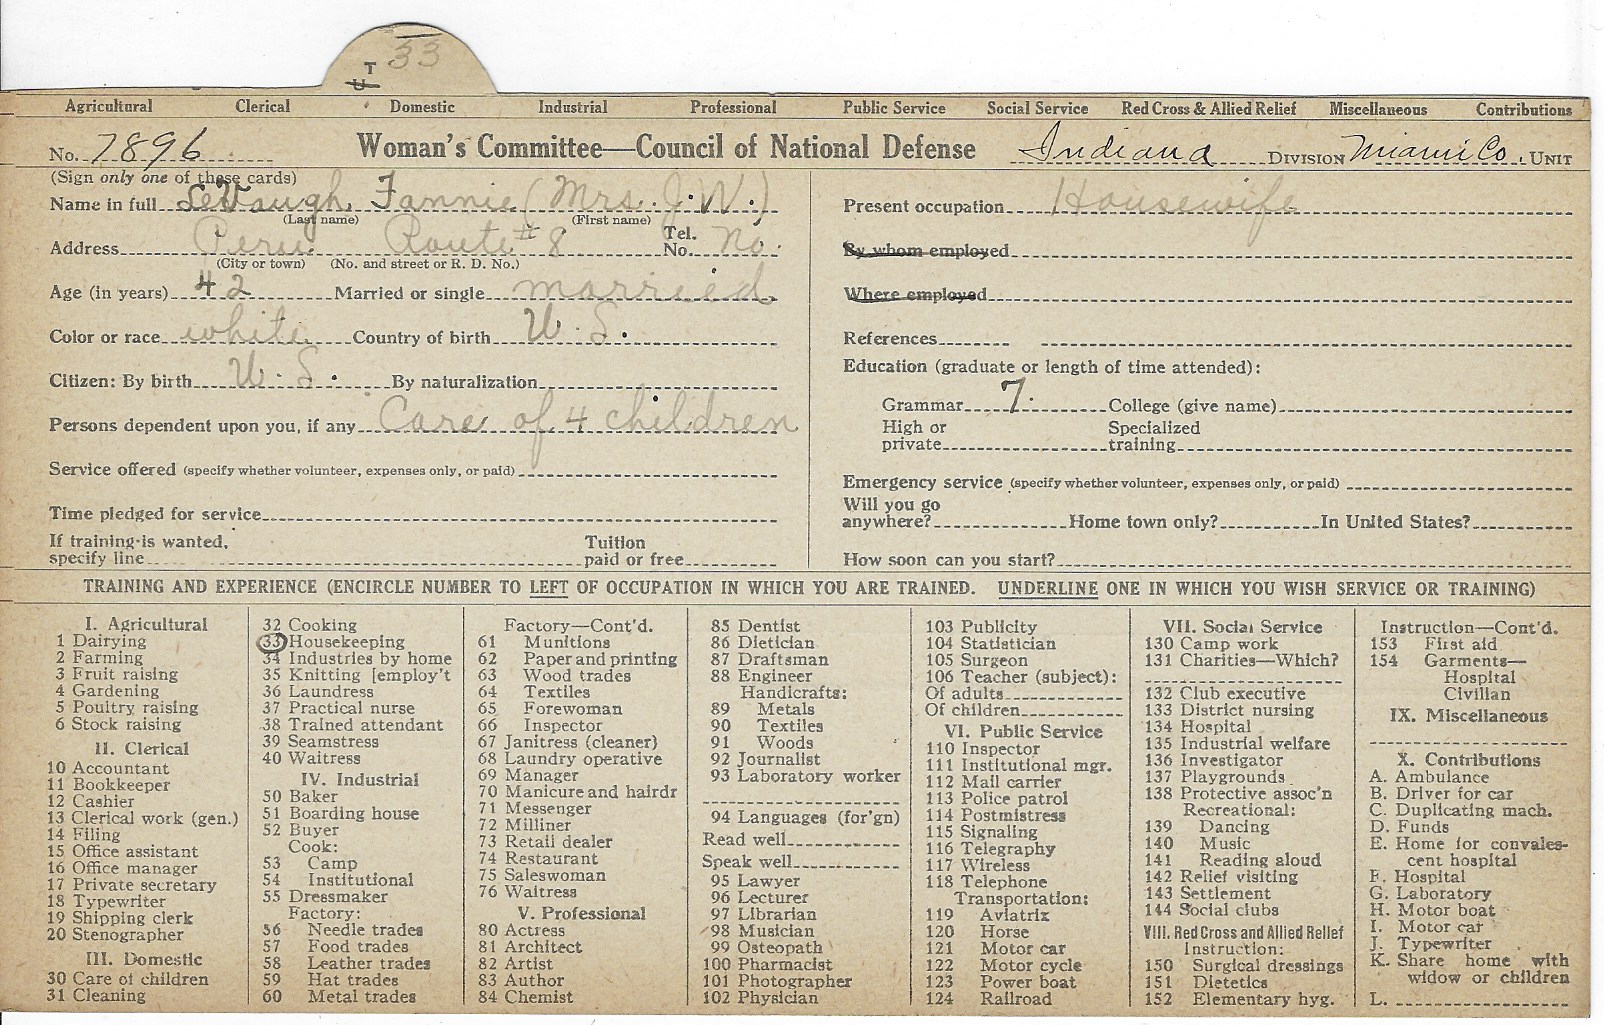 33
T
U
Agricultural Clerical Domestic Industrial Professional Public Service Social Service Red Cross & Allied Relief Miscellaneous Contributions
No. 7896 Woman's Committee—Council of National Defense Indiana DIVISION Miami Co. UNIT
(Sign only one of these cards)
Name in full LeVaugh, Fannie (Mrs. J. W.)
(Last name) (First name)
Address Peru Route #8 Tel. No. No.
(City or town) (No. and street or R. D. No.)
Age (in years) 42 Married or single married.
Color or race white Country of birth U. S.
Citizen: By birth U. S. By naturalization
Persons dependent upon you, if any Care of 4 children
Service offered (specify whether volunteer, expenses only, or paid)
Time pledged for service
If training is wanted, specify line Tuition paid or free
Present occupation Housewife
By whom employed
Where employed
References
Education (graduate or length of time attended):
Grammar 7. College (give name)
High or private Specialized training
Emergency service (specify whether volunteer, expenses only, or paid)
Will you go anywhere? Home town only? In United States?
How soon can you start?
TRAINING AND EXPERIENCE (ENCIRCLE NUMBER TO LEFT OF OCCUPATION IN WHICH YOU ARE TRAINED. UNDERLINE ONE IN WHICH YOU WISH SERVICE OR TRAINING)
I. Agricultural
1 Dairying
2 Farming
3 Fruit raising
4 Gardening
5 Poultry raising
6 Stock raising
II. Clerical
10 Accountant
11 Bookkeeper
12 Cashier
13 Clerical work (gen.)
14 Filing
15 Office assistant
16 Office manager
17 Private secretary
18 Typewriter
19 Shipping clerk
20 Stenographer
III. Domestic
30 Care of children
31 Cleaning
32 Cooking
33 Housekeeping
34 Industries by home
35 Knitting [employ't
36 Laundress
37 Practical nurse
38 Trained attendant
39 Seamstress
40 Waitress
IV. Industrial
50 Baker
51 Boarding house
52 Buyer
Cook:
53 Camp
54 Institutional
55 Dressmaker
Factory:
56 Needle trades
57 Food trades
58 Leather trades
59 Hat trades
60 Metal trades
Factory—Cont'd.
61 Munitions
62 Paper and printing
63 Wood trades
64 Textiles
65 Forewoman
66 Inspector
67 Janitress (cleaner)
68 Laundry operative
69 Manager
70 Manicure and hairdr
71 Messenger
72 Milliner
73 Retail dealer
74 Restaurant
75 Saleswoman
76 Waitress
V. Professional
80 Actress
81 Architect
82 Artist
83 Author
84 Chemist
85 Dentist
86 Dietician
87 Draftsman
88 Engineer
Handicrafts:
89 Metals
90 Textiles
91 Woods
92 Journalist
93 Laboratory worker
94 Languages (for'gn)
Read well
Speak well
95 Lawyer
96 Lecturer
97 Librarian
98 Musician
99 Osteopath
100 Pharmacist
101 Photographer
102 Physician
103 Publicity
104 Statistician
105 Surgeon
106 Teacher (subject):
Of adults
Of children
VI. Public Service
110 Inspector
111 Institutional mgr.
112 Mail carrier
113 Police patrol
114 Postmistress
115 Signaling
116 Telegraphy
117 Wireless
118 Telephone
Transportation:
119 Aviatrix
120 Horse
121 Motor car
122 Motor cycle
123 Power boat
124 Railroad
VII. Social Service
130 Camp work
131 Charities—Which?
132 Club executive
133 District nursing
134 Hospital
135 Industrial welfare
136 Investigator
137 Playgrounds
138 Protective assoc'n
Recreational:
139 Dancing
140 Music
141 Reading aloud
142 Relief visiting
143 Settlement
144 Social clubs
VIII. Red Cross and Allied Relief
Instruction:
150 Surgical dressings
151 Dietetics
152 Elementary hyg.
Instruction—Cont'd.
153 First aid
154 Garments—
Hospital
Civilian
IX. Miscellaneous
X. Contributions
A. Ambulance
B. Driver for car
C. Duplicating mach.
D. Funds
E. Home for convales-
cent hospital
F. Hospital
G. Laboratory
H. Motor boat
I. Motor car
J. Typewriter
K. Share home with
widow or children
L.